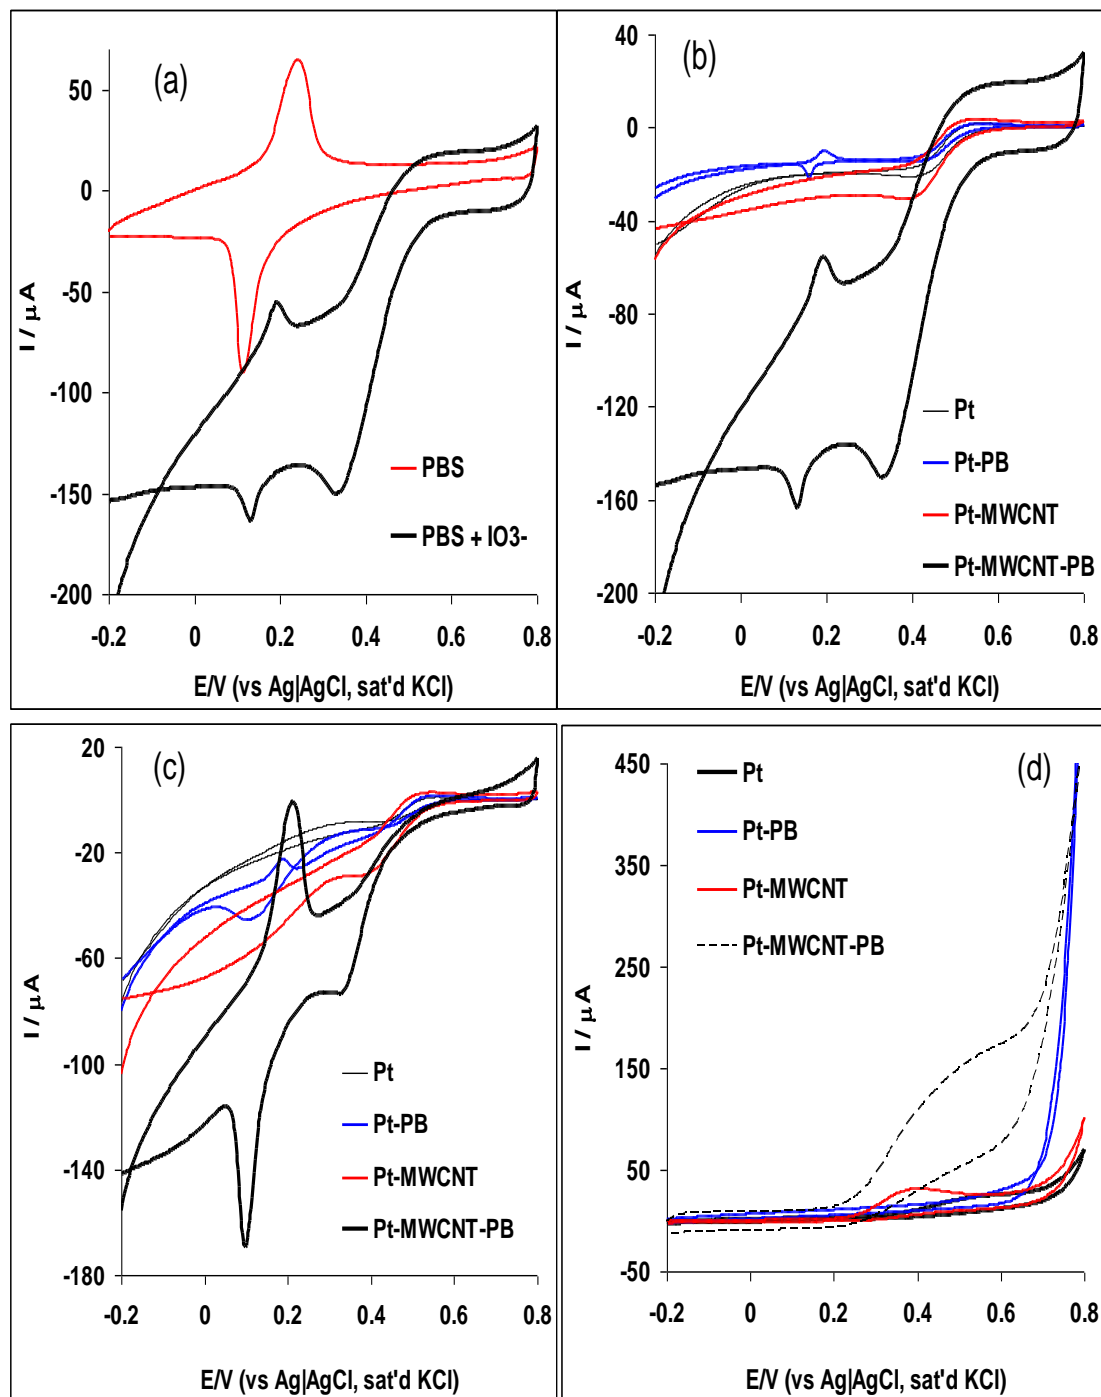 (a)
50
0
-50
-100
-150
-200
I / µA
PBS
PBS + IO3-
-0.2 0 0.2 0.4 0.6 0.8
E/V (vs Ag|AgCl, sat'd KCl)
(b)
40
0
-40
-80
-120
-160
-200
I / µA
Pt
Pt-PB
Pt-MWCNT
Pt-MWCNT-PB
-0.2 0 0.2 0.4 0.6 0.8
E/V (vs Ag|AgCl, sat'd KCl)
(c)
20
-20
-60
-100
-140
-180
I / µA
Pt
Pt-PB
Pt-MWCNT
Pt-MWCNT-PB
-0.2 0 0.2 0.4 0.6 0.8
E/V (vs Ag|AgCl, sat'd KCl)
(d)
450
350
250
150
50
-50
I / µA
Pt
Pt-PB
Pt-MWCNT
Pt-MWCNT-PB
-0.2 0 0.2 0.4 0.6 0.8
E/V (vs Ag|AgCl, sat'd KCl)